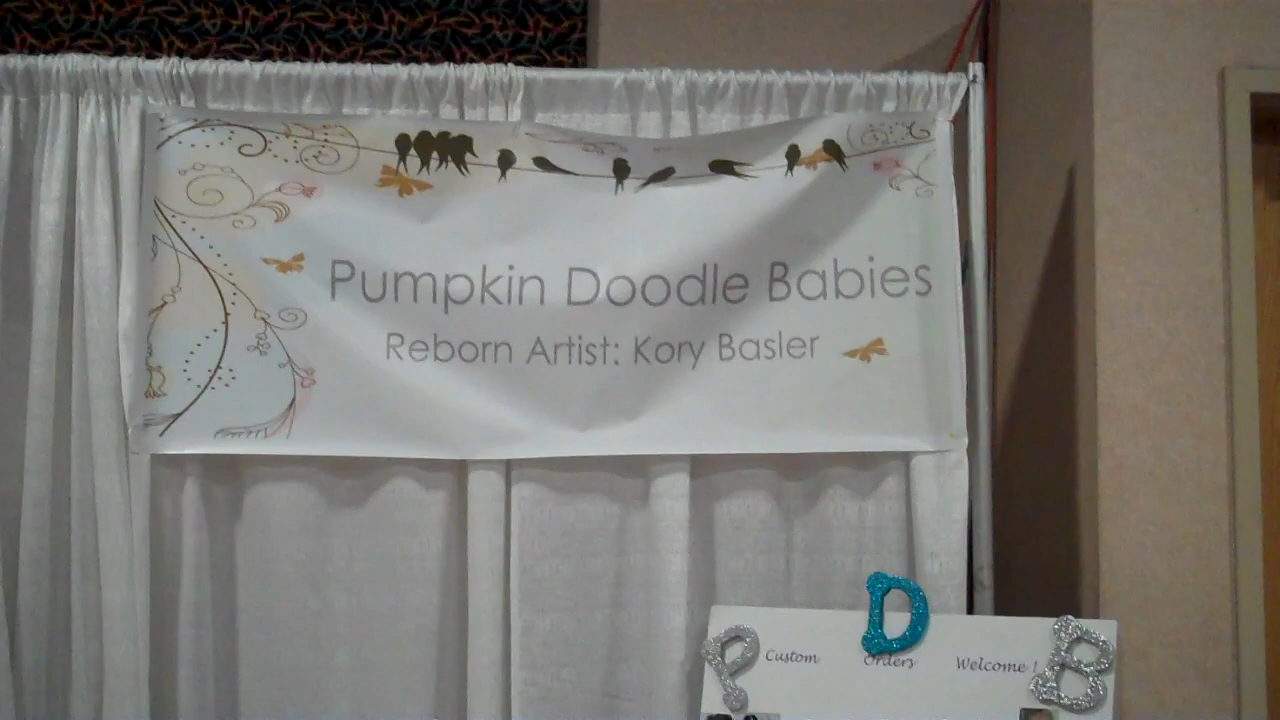 Pumpkin Doodle Babies
Reborn Artist: Kory Basler
P D B
Custom Orders Welcome!